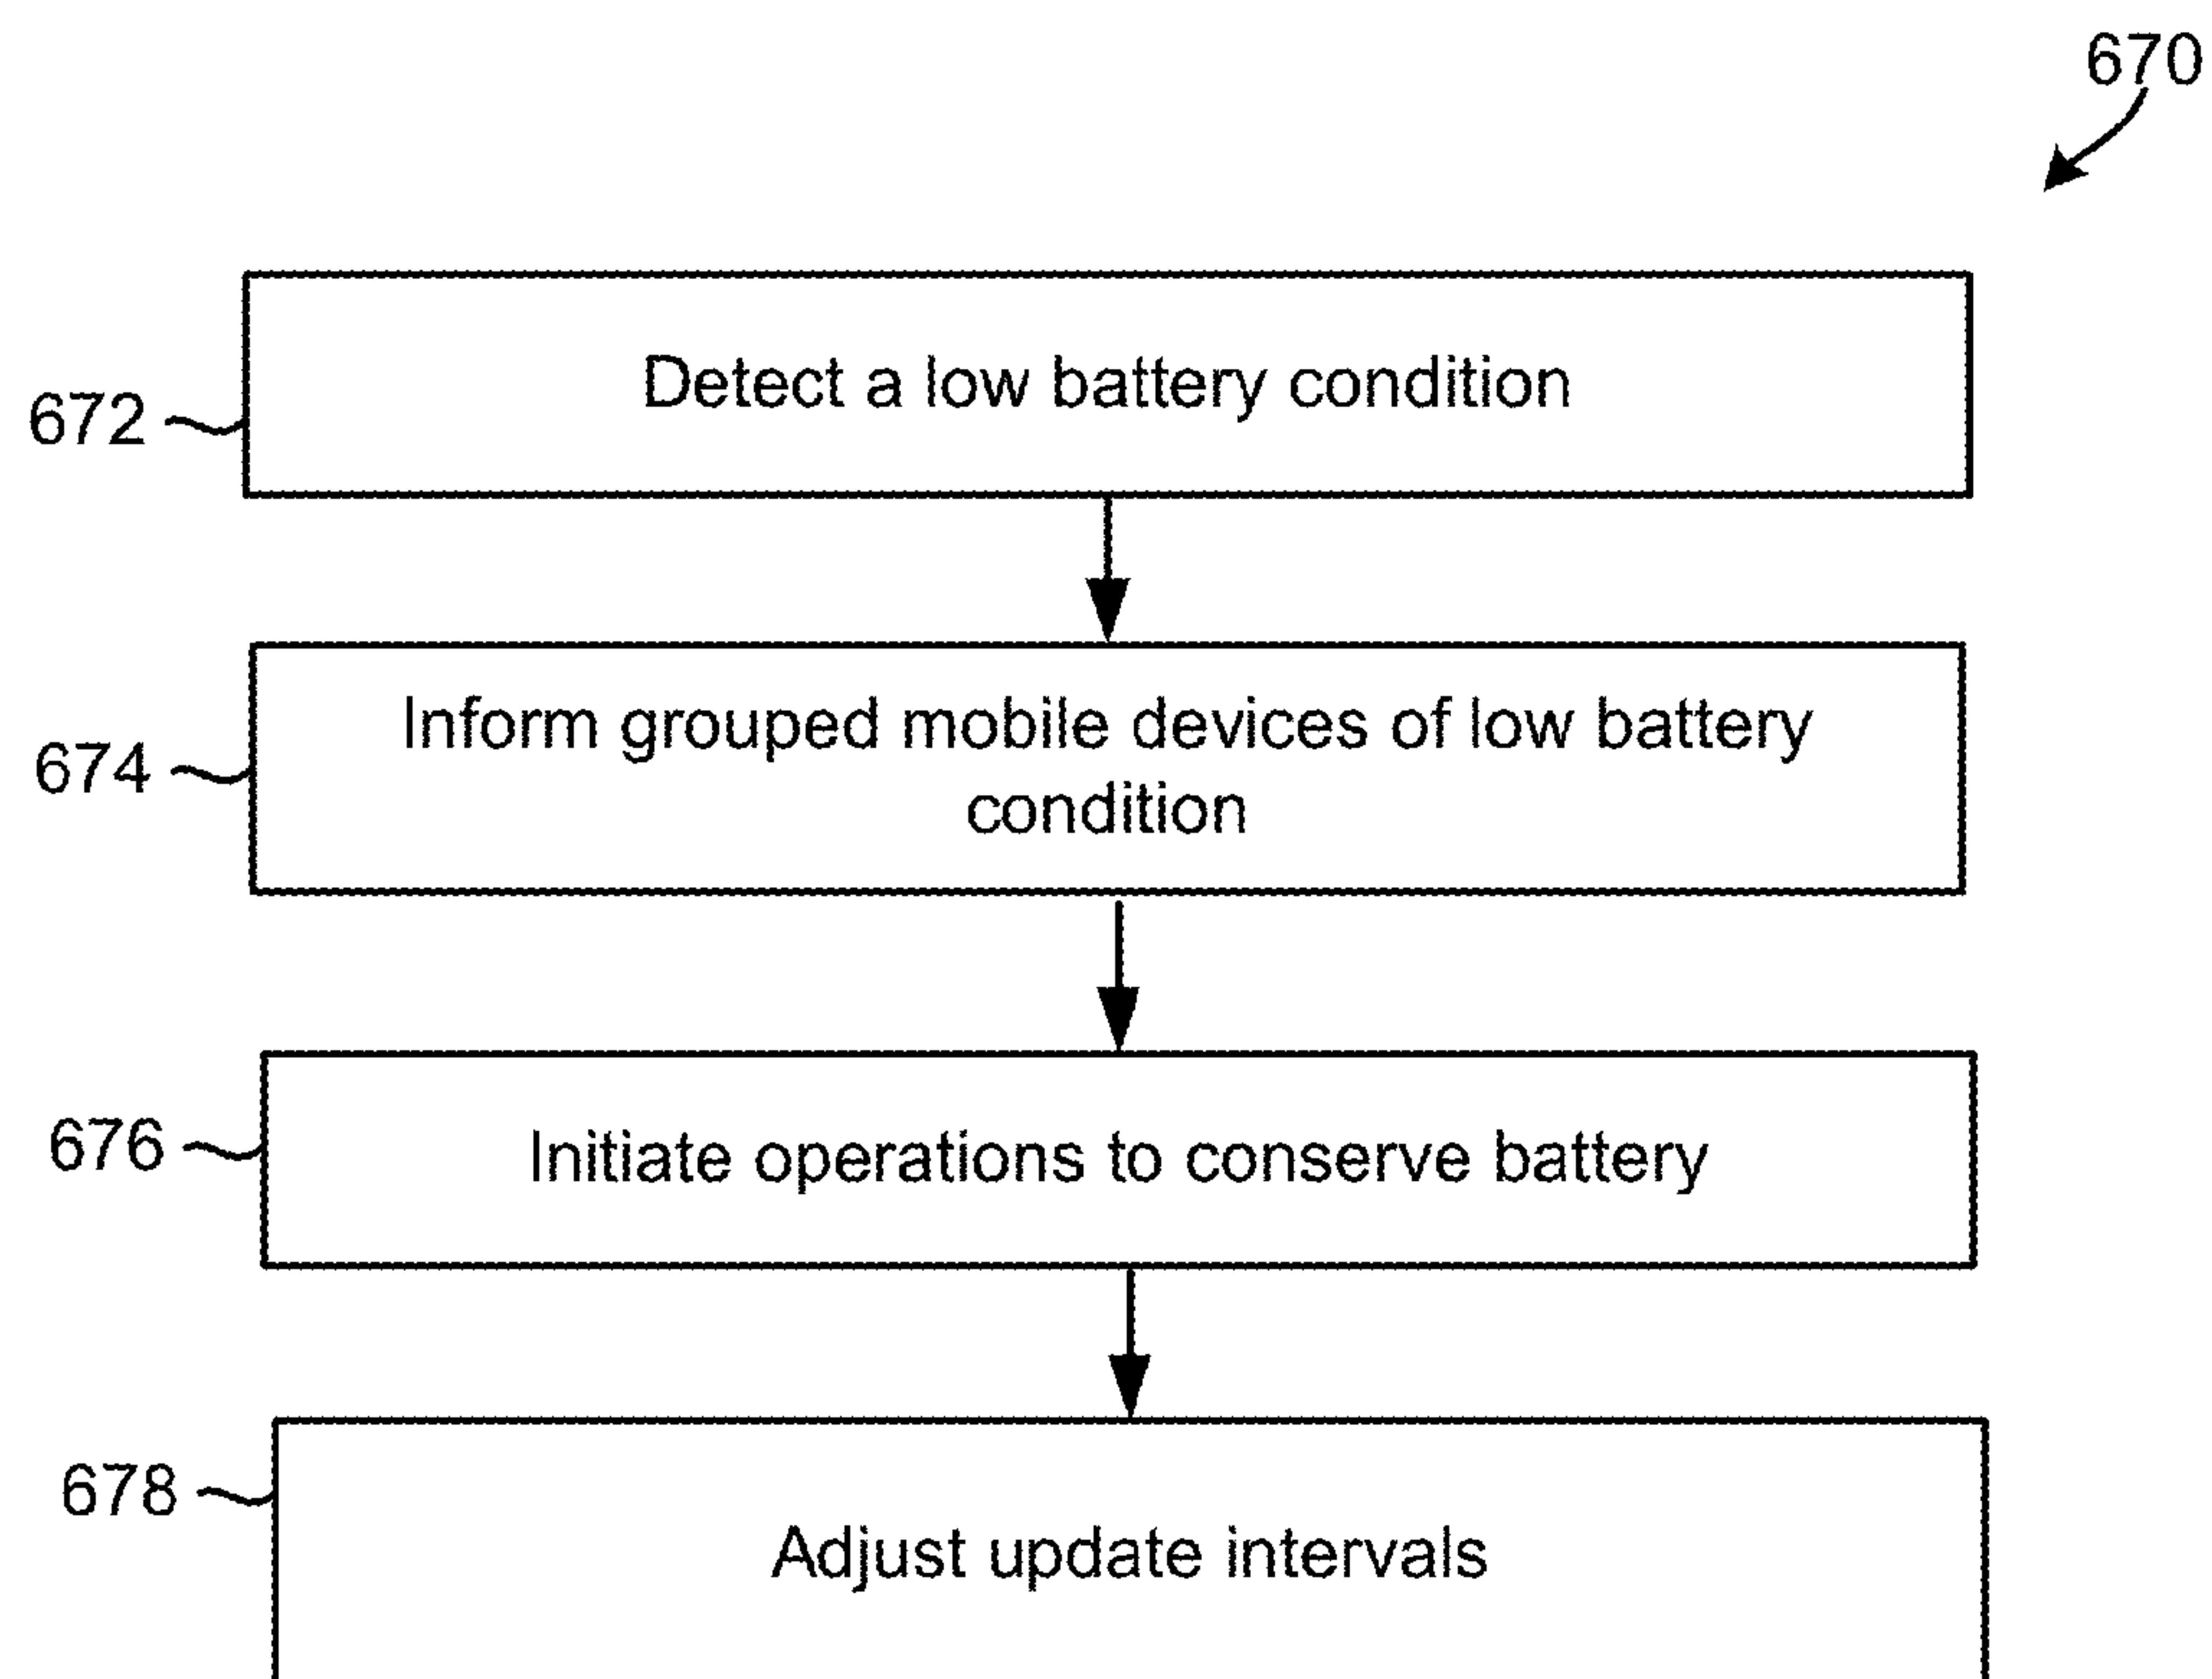 670
Detect a low battery condition
672
Inform grouped mobile devices of low battery
condition
674
Initiate operations to conserve battery
676
678
Adjust update intervals